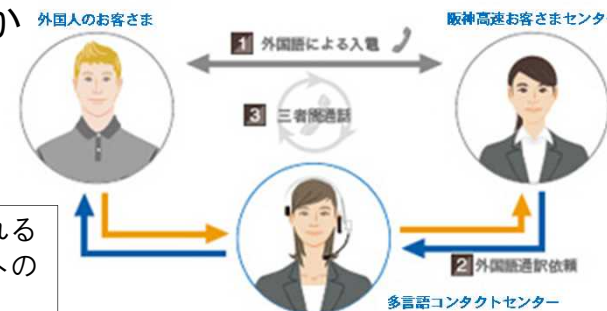 か
外国人のお客さま
阪神高速お客さまセンター
1 外国語による入電
3 三者間通話
れる
への
2 外国語通訳依頼
多言語コンタクトセンター